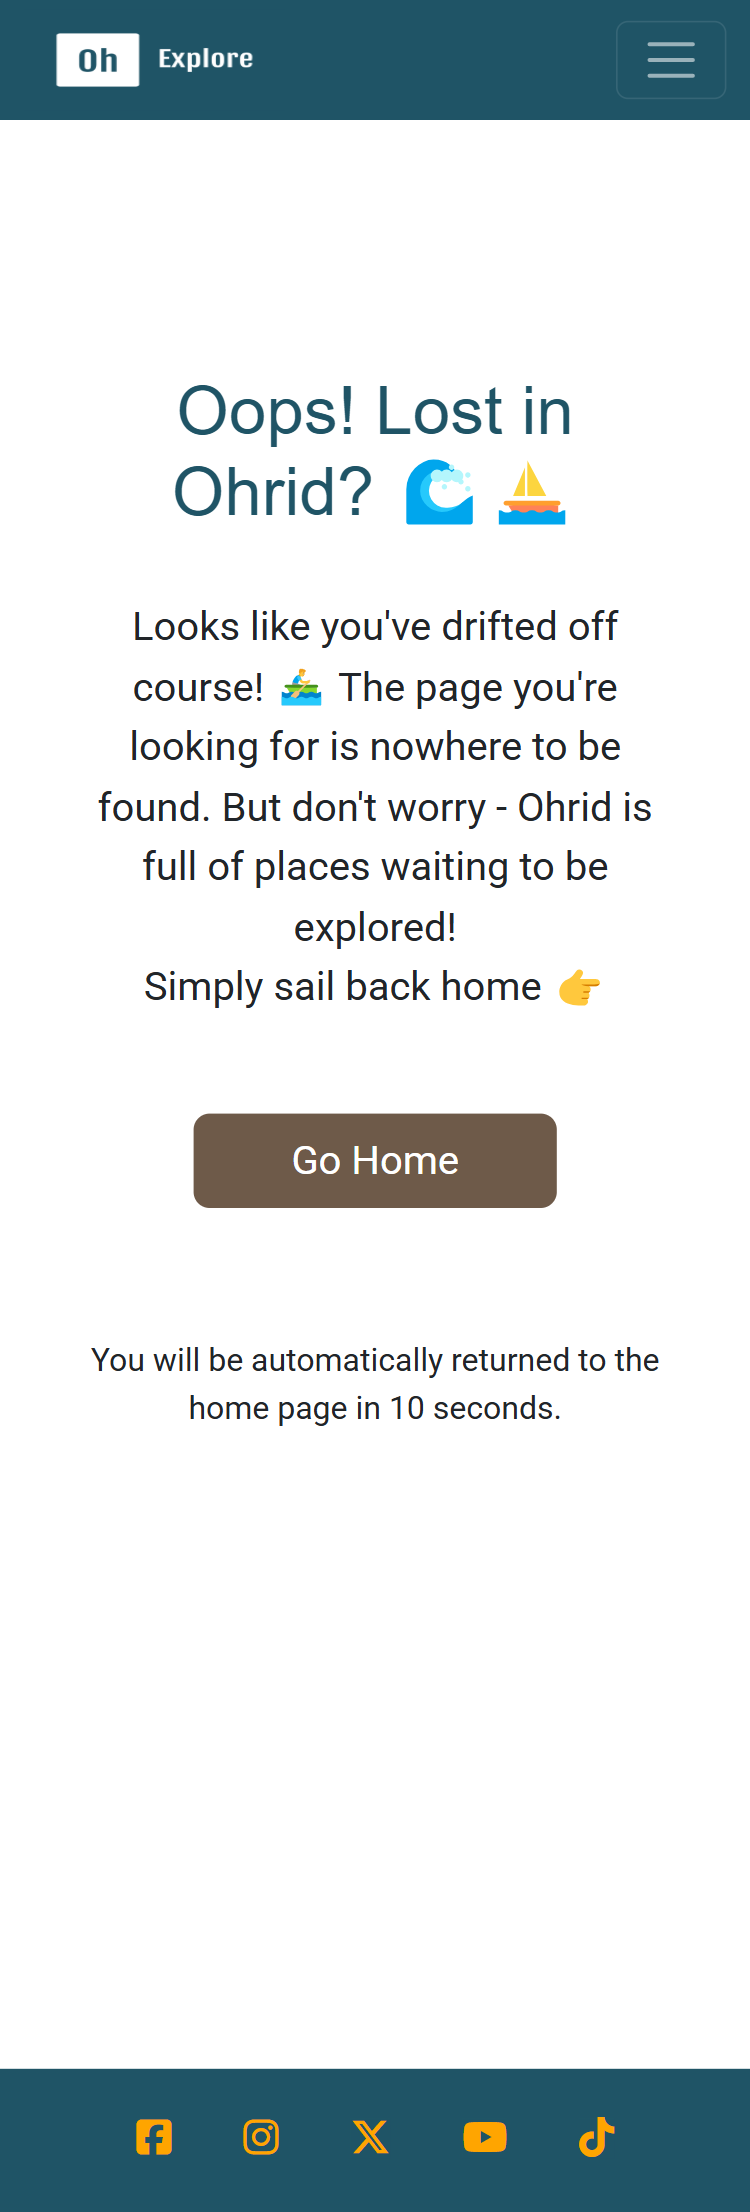 Oh Explore
Oops! Lost in
Ohrid? 🌊 ⛵
Looks like you've drifted off
course! 🚣 The page you're
looking for is nowhere to be
found. But don't worry - Ohrid is
full of places waiting to be
explored!
Simply sail back home 👉
Go Home
You will be automatically returned to the
home page in 10 seconds.